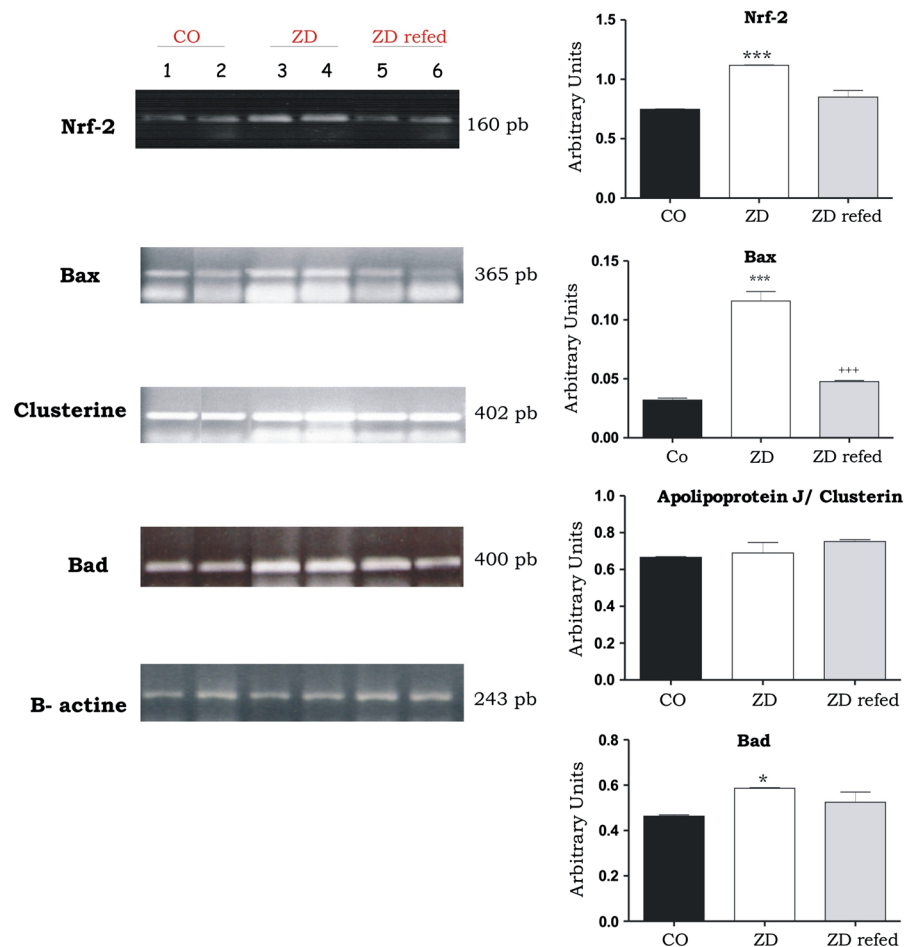 CO ZD ZD refed
1 2 3 4 5 6
Nrf-2 160 pb
Bax 365 pb
Clusterine 402 pb
Bad 400 pb
B- actine 243 pb
Nrf-2
Arbitrary Units
1.5
1.0
0.5
0.0
***
CO ZD ZD refed
Bax
Arbitrary Units
0.15
0.10
0.05
0.00
***
+++
Co ZD ZD refed
Apolipoprotein J/ Clusterin
Arbitrary Units
1.0
0.8
0.6
0.4
0.2
0.0
CO ZD ZD refed
Bad
Arbitrary Units
0.8
0.6
0.4
0.2
0.0
*
CO ZD ZD refed